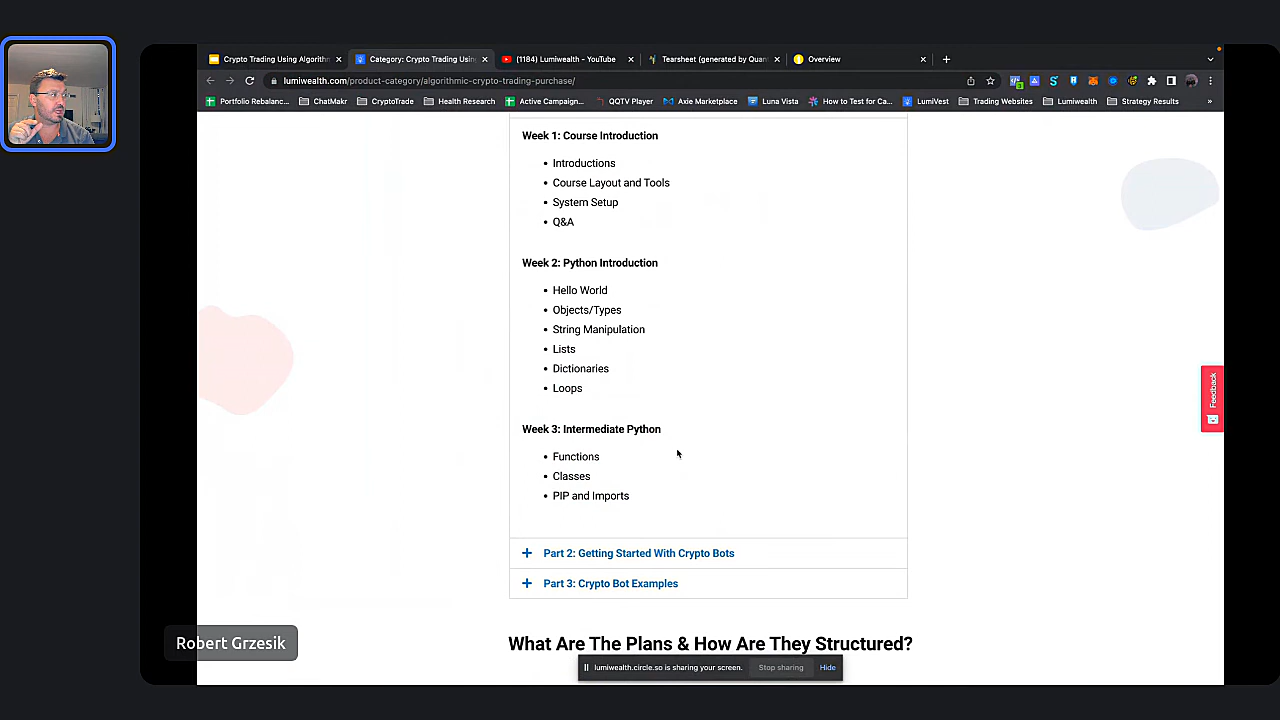 Crypto Trading Using Algorithm
Category: Crypto Trading Using
(1184) Lumiwealth - YouTube
Tearsheet (generated by Quan
Overview
lumiwealth.com/product-category/algorithmic-crypto-trading-purchase/
Portfolio Rebalanc...
ChatMakr
CryptoTrade
Health Research
Active Campaign...
QQTV Player
Axie Marketplace
Luna Vista
How to Test for Ca...
LumiVest
Trading Websites
Lumiwealth
Strategy Results
»
Week 1: Course Introduction
• Introductions
• Course Layout and Tools
• System Setup
• Q&A
Week 2: Python Introduction
• Hello World
• Objects/Types
• String Manipulation
• Lists
• Dictionaries
• Loops
Week 3: Intermediate Python
• Functions
• Classes
• PIP and Imports
+ Part 2: Getting Started With Crypto Bots
+ Part 3: Crypto Bot Examples
Feedback
What Are The Plans & How Are They Structured?
Robert Grzesik
lumiwealth.circle.so is sharing your screen.
Stop sharing
Hide